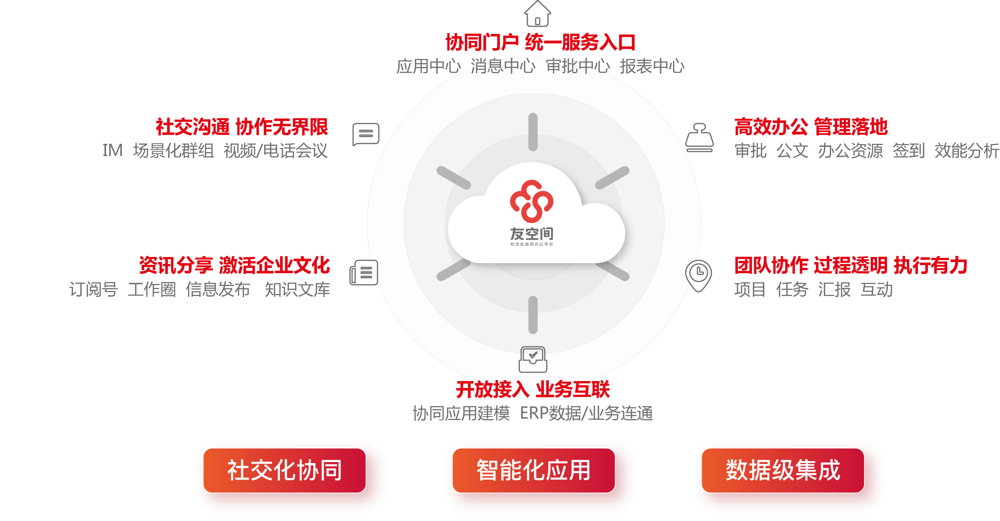 协同门户 统一服务入口
应用中心 消息中心 审批中心 报表中心
社交沟通 协作无界限
IM 场景化群组 视频/电话会议
高效办公 管理落地
审批 公文 办公资源 签到 效能分析
友空间
社交化协同办公平台
资讯分享 激活企业文化
订阅号 工作圈 信息发布 知识文库
团队协作 过程透明 执行有力
项目 任务 汇报 互动
开放接入 业务互联
协同应用建模 ERP数据/业务连通
社交化协同
智能化应用
数据级集成